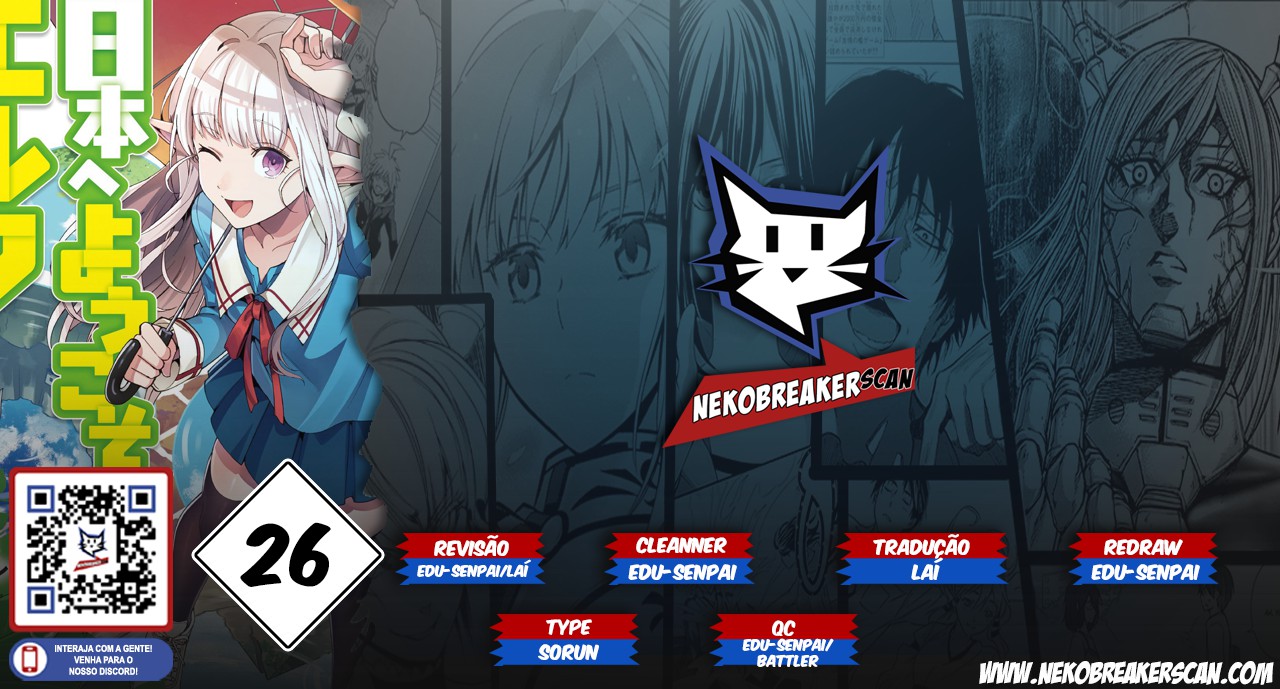 日本へようこそ
エルフ
NEKOBREAKERSCAN
26
REVISÃO
EDU-SENPAI/LAÍ
CLEANNER
EDU-SENPAI
TRADUÇÃO
LAÍ
REDRAW
EDU-SENPAI
TYPE
SORUN
QC
EDU-SENPAI/
BATTLER
INTERAJA COM A GENTE!
VENHA PARA O
NOSSO DISCORD!
WWW.NEKOBREAKERSCAN.COM